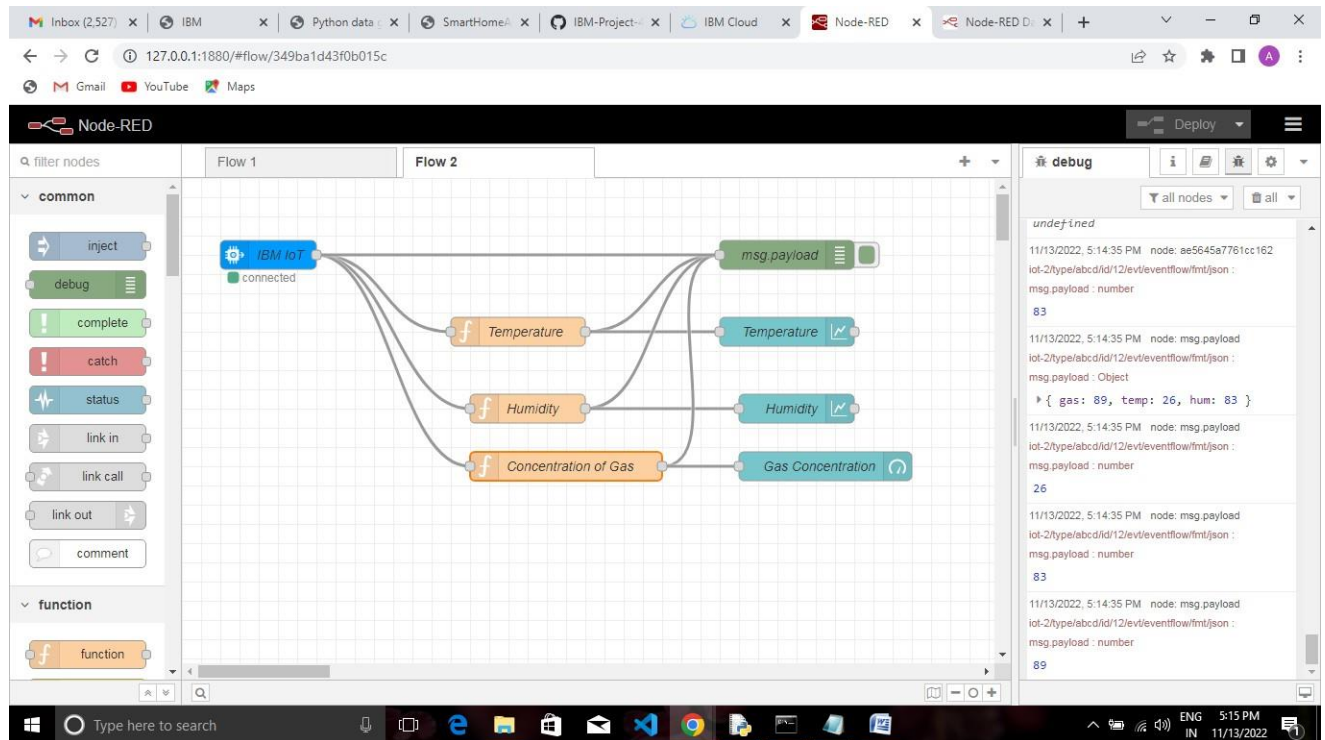 Inbox (2,527)
IBM
Python data c
SmartHomeA
IBM-Project-
IBM Cloud
Node-RED
Node-RED D
127.0.0.1:1880/#flow/349ba1d43f0b015c
A
Gmail
YouTube
Maps
Node-RED
Deploy
filter nodes
Flow 1
Flow 2
debug
i
all nodes
all
common
inject
debug
complete
catch
status
link in
link call
link out
comment
function
function
IBM IoT
connected
msg.payload
f Temperature
Temperature
f Humidity
Humidity
f Concentration of Gas
Gas Concentration
undefined
11/13/2022, 5:14:35 PM node: ae5645a7761cc162
iot-2/type/abcd/id/12/evt/eventflow/fmt/json :
msg.payload : number
83
11/13/2022, 5:14:35 PM node: msg.payload
iot-2/type/abcd/id/12/evt/eventflow/fmt/json :
msg.payload : Object
{ gas: 89, temp: 26, hum: 83 }
11/13/2022, 5:14:35 PM node: msg.payload
iot-2/type/abcd/id/12/evt/eventflow/fmt/json :
msg.payload : number
26
11/13/2022, 5:14:35 PM node: msg.payload
iot-2/type/abcd/id/12/evt/eventflow/fmt/json :
msg.payload : number
83
11/13/2022, 5:14:35 PM node: msg.payload
iot-2/type/abcd/id/12/evt/eventflow/fmt/json :
msg.payload : number
89
Type here to search
ENG
IN
5:15 PM
11/13/2022